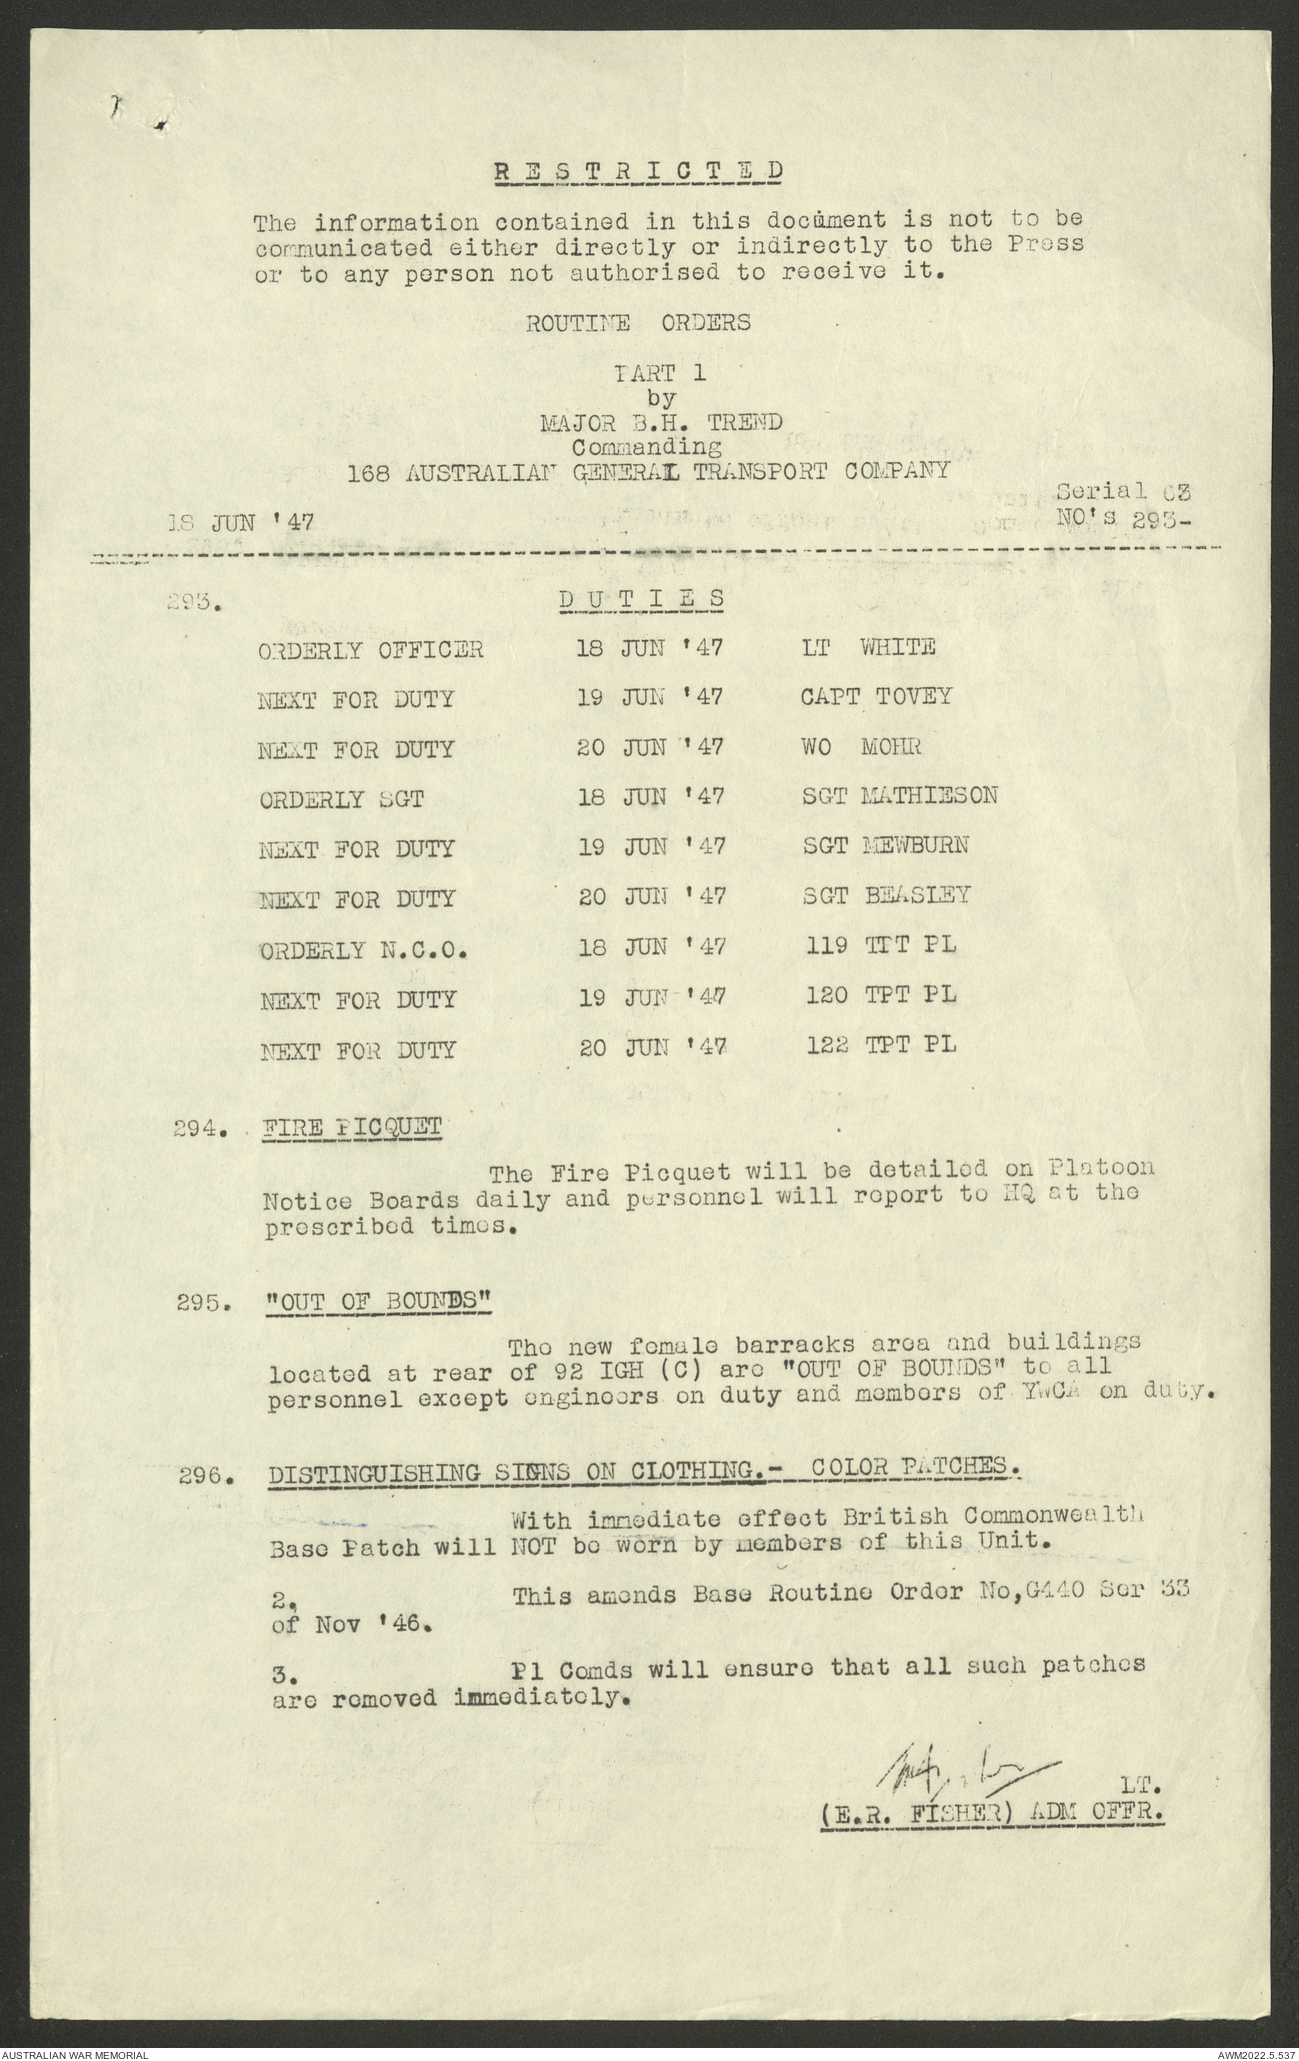 RESTRICTED
The information contained in this document is not to be
communicated either directly or indirectly to the Press
or to any person not authorised to receive it.
ROUTINE ORDERS
PART 1
by
MAJOR B.H. TREND
Commanding
168 AUSTRALIAN GENERAL TRANSPORT COMPANY
Serial 63
18 JUN '47 NO's 293-
293. DUTIES
ORDERLY OFFICER 18 JUN '47 LT WHITE
NEXT FOR DUTY 19 JUN '47 CAPT TOVEY
NEXT FOR DUTY 20 JUN '47 WO MOHR
ORDERLY SGT 18 JUN '47 SGT MATHIESON
NEXT FOR DUTY 19 JUN '47 SGT MEWBURN
NEXT FOR DUTY 20 JUN '47 SGT BEASLEY
ORDERLY N.C.O. 18 JUN '47 119 TPT PL
NEXT FOR DUTY 19 JUN '47 120 TPT PL
NEXT FOR DUTY 20 JUN '47 122 TPT PL
294. FIRE PICQUET
The Fire Picquet will be detailed on Platoon
Notice Boards daily and personnel will report to HQ at the
prescribed times.
295. "OUT OF BOUNDS"
The new female barracks area and buildings
located at rear of 92 IGH (C) are "OUT OF BOUNDS" to all
personnel except engineers on duty and members of YWCA on duty.
296. DISTINGUISHING SIGNS ON CLOTHING.- COLOR PATCHES.
With immediate effect British Commonwealth
Base Patch will NOT be worn by members of this Unit.
2. This amends Base Routine Order No,G440 Ser 33
of Nov '46.
3. Pl Comds will ensure that all such patches
are removed immediately.
LT.
(E.R. FISHER) ADM OFFR.
AUSTRALIAN WAR MEMORIAL AWM2022.5.537